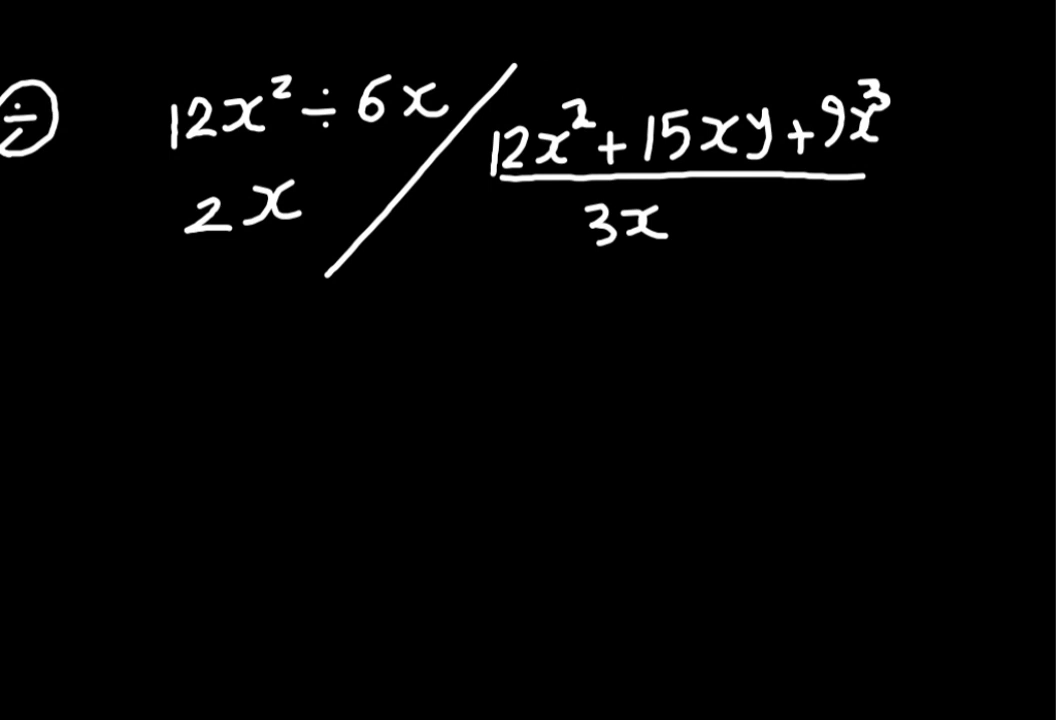 ÷ 12x² ÷ 6x
2x
12x² + 15xy + 9x³
3x